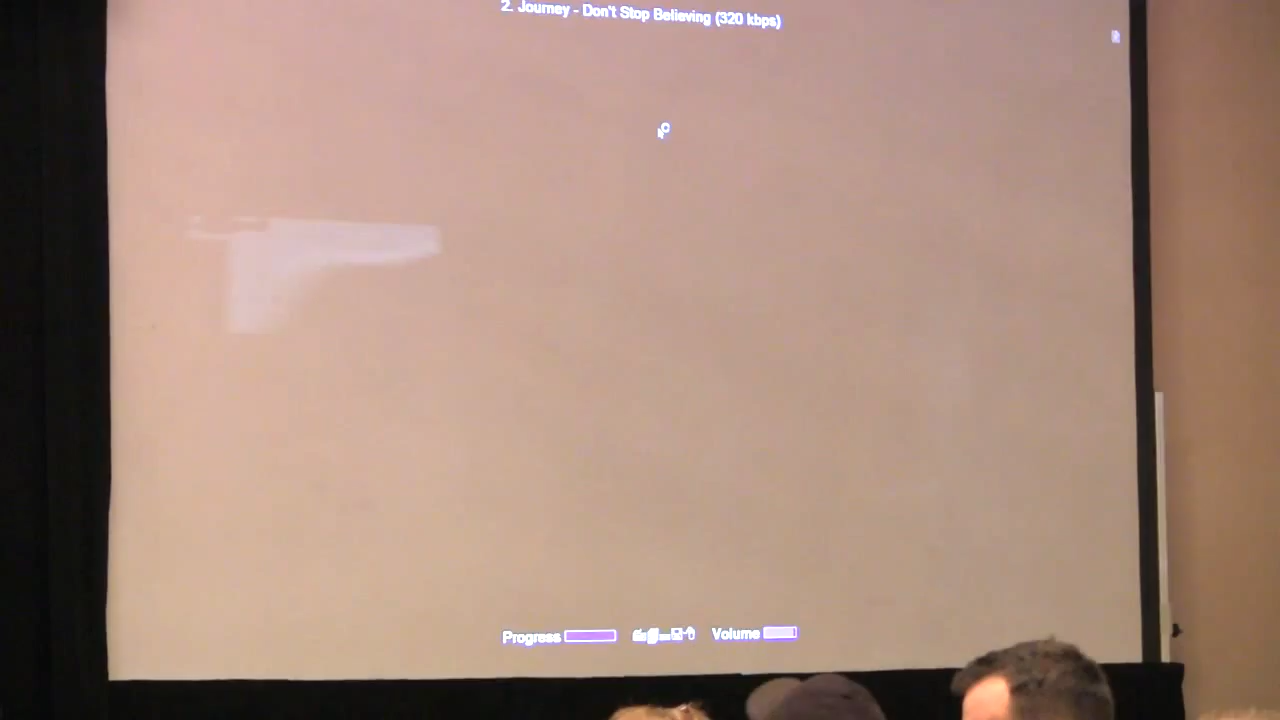 2. Journey - Don't Stop Believing (320 kbps)
Progress Volume